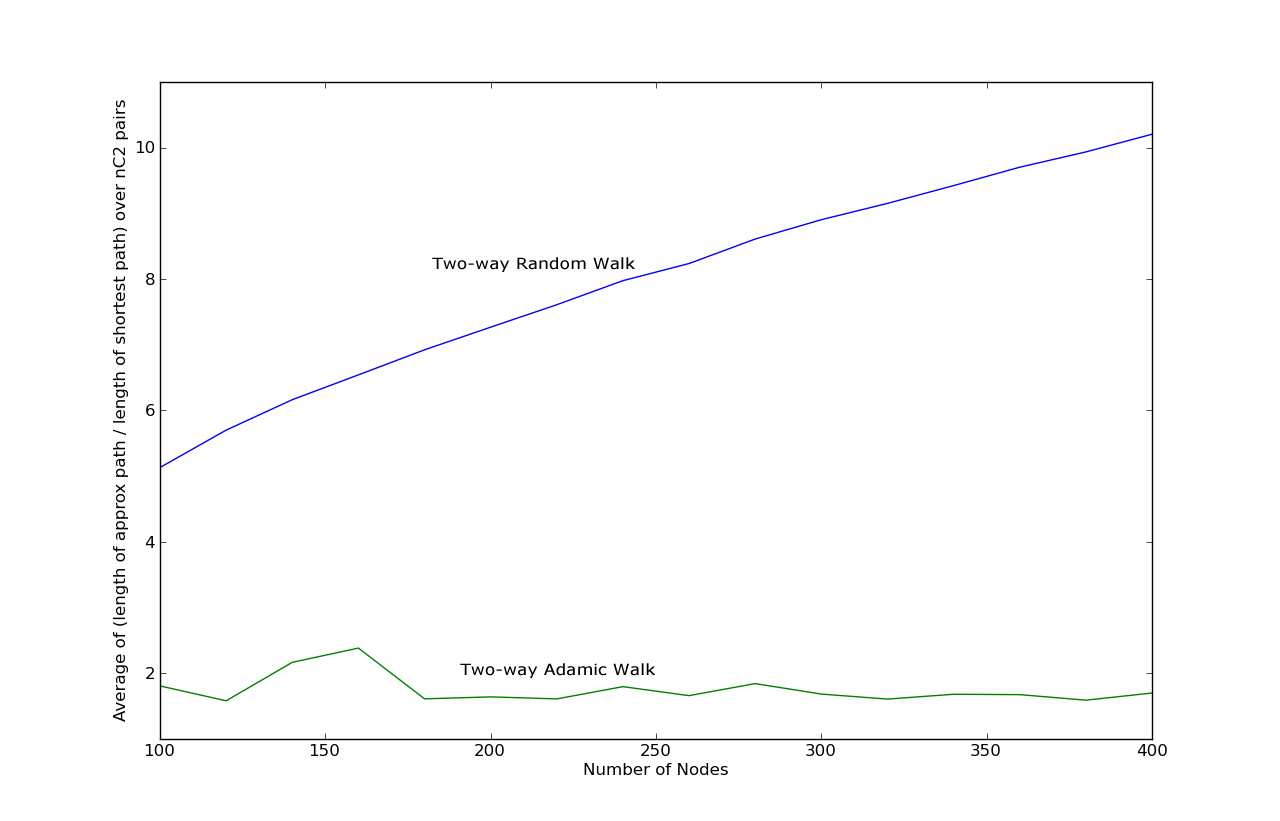 Average of (length of approx path / length of shortest path) over nC2 pairs
10
8
6
4
2
Two-way Random Walk
Two-way Adamic Walk
100 150 200 250 300 350 400
Number of Nodes